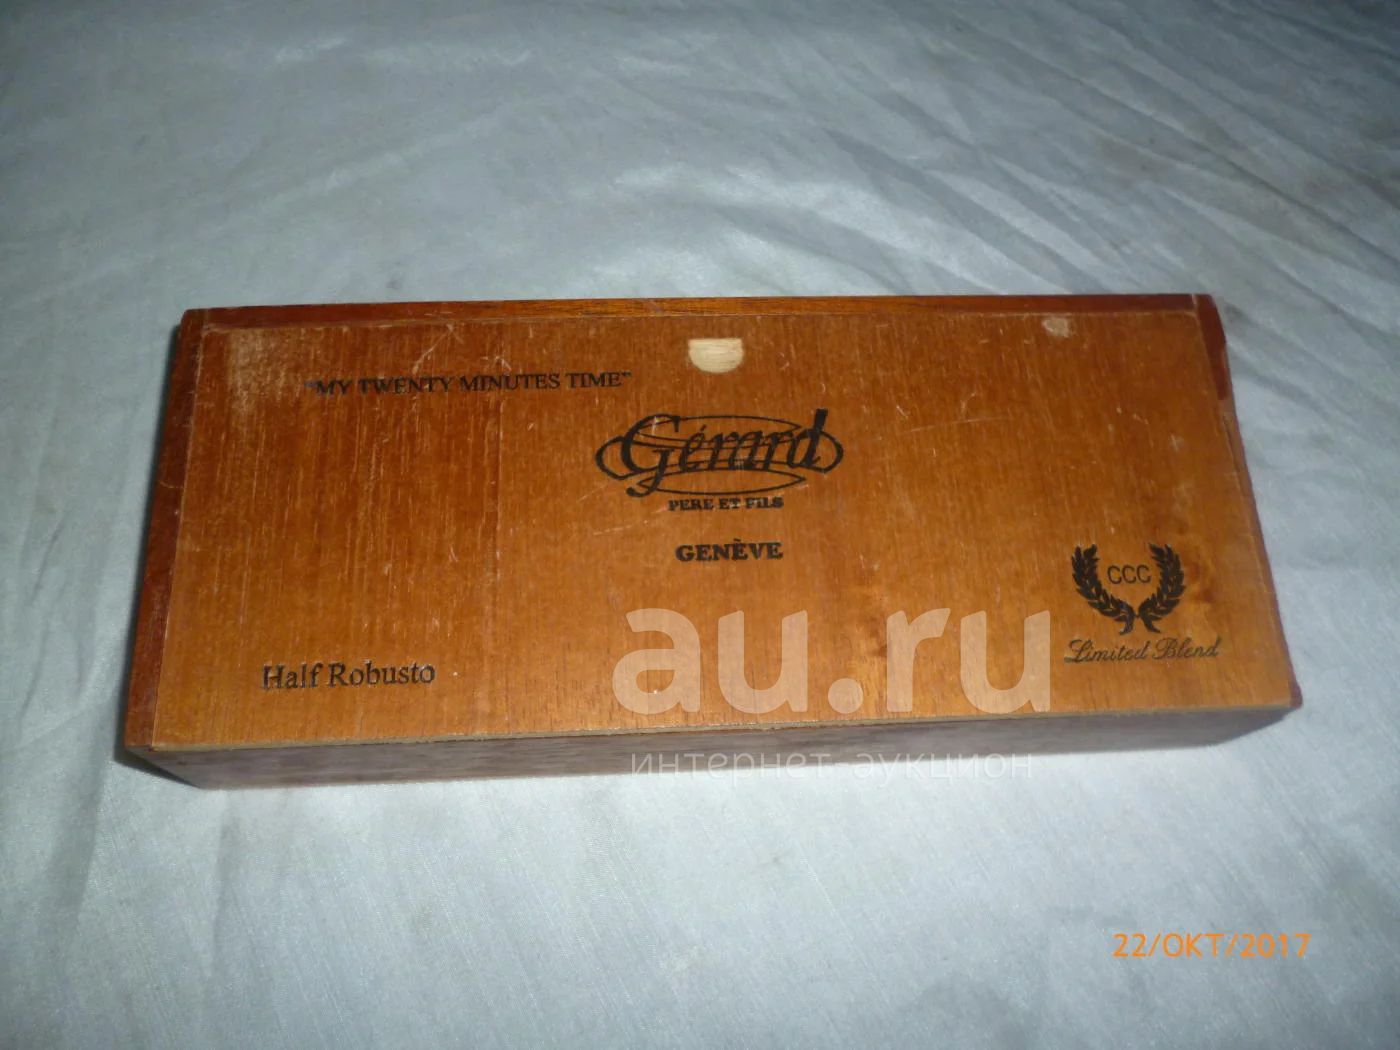 "MY TWENTY MINUTES TIME"
Gérard
PERE ET FILS
GENÈVE
CCC
Limited Blend
Half Robusto
au.ru
интернет-аукцион
22/ОКТ/2017